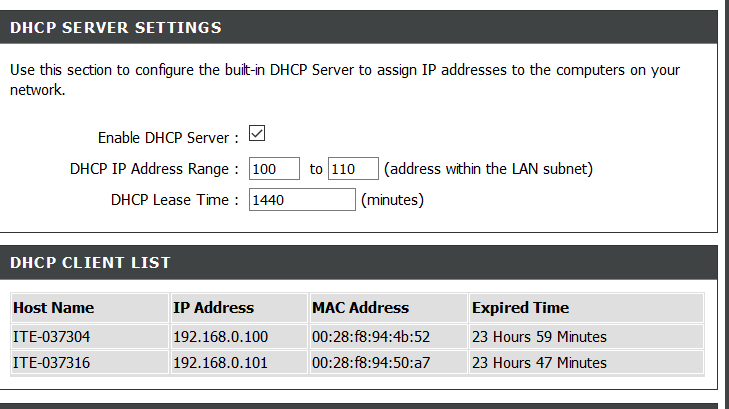 DHCP SERVER SETTINGS
Use this section to configure the built-in DHCP Server to assign IP addresses to the computers on your
network.
Enable DHCP Server :
DHCP IP Address Range : 100 to 110 (address within the LAN subnet)
DHCP Lease Time : 1440 (minutes)
DHCP CLIENT LIST
Host Name IP Address MAC Address Expired Time
ITE-037304 192.168.0.100 00:28:f8:94:4b:52 23 Hours 59 Minutes
ITE-037316 192.168.0.101 00:28:f8:94:50:a7 23 Hours 47 Minutes